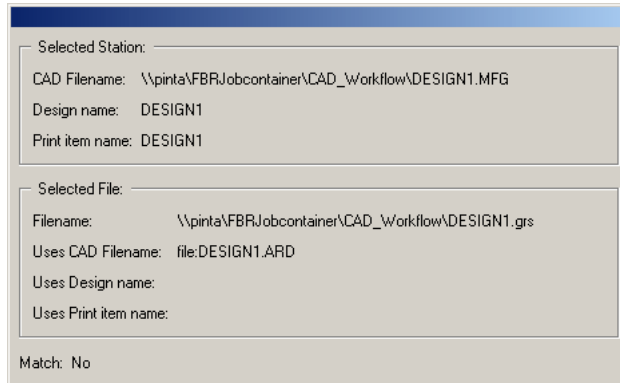 Selected Station:
CAD Filename: \\pinta\FBRJobcontainer\CAD_Workflow\DESIGN1.MFG
Design name: DESIGN1
Print item name: DESIGN1
Selected File:
Filename: \\pinta\FBRJobcontainer\CAD_Workflow\DESIGN1.grs
Uses CAD Filename: file:DESIGN1.ARD
Uses Design name:
Uses Print item name:
Match: No